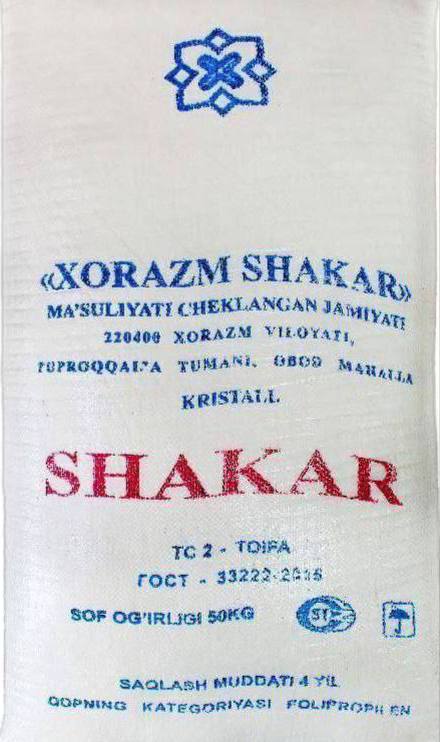 «XORAZM SHAKAR»
MA'SULIYATI CHEKLANGAN JAMIYATI
220400 XORAZM VILOYATI,
TUPROQQAL'A TUMANI, OBOD MAHALLA
KRISTALL
SHAKAR
TC 2 - TOIFA
ГОСТ - 33222-2015
SOF OG'IRLIGI 50KG
ST
SAQLASH MUDDATI 4 YIL
QOPNING KATEGORIYASI POLIPROPILEN